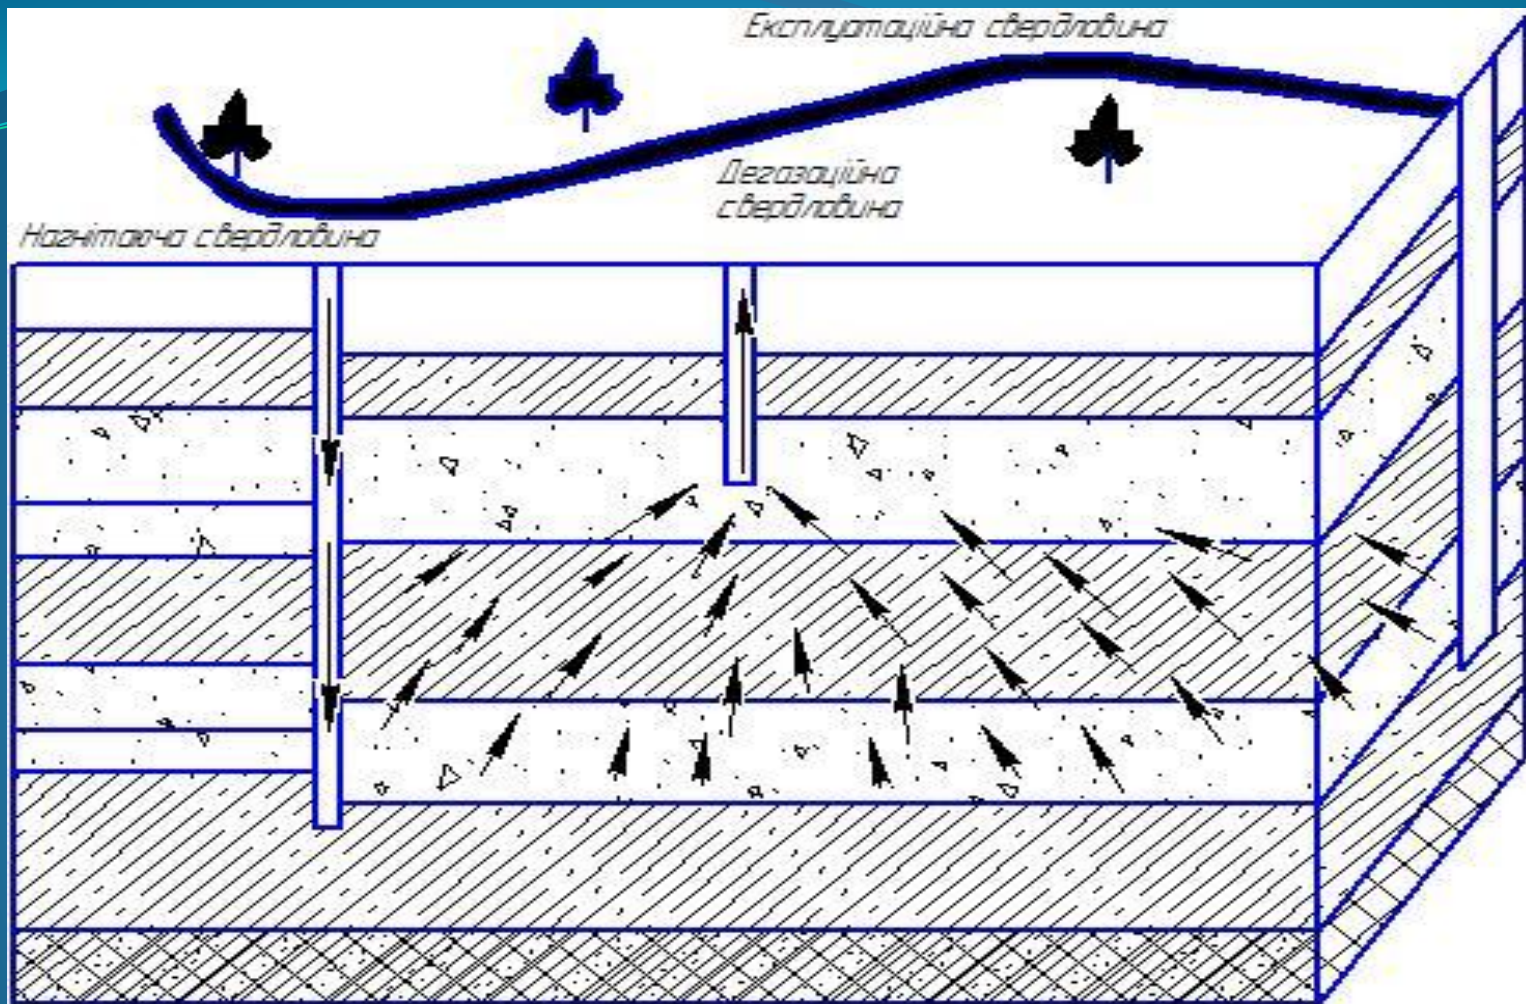 Експлуатаційна свердловина
Дегазаційна
свердловина
Нагнітаюча свердловина